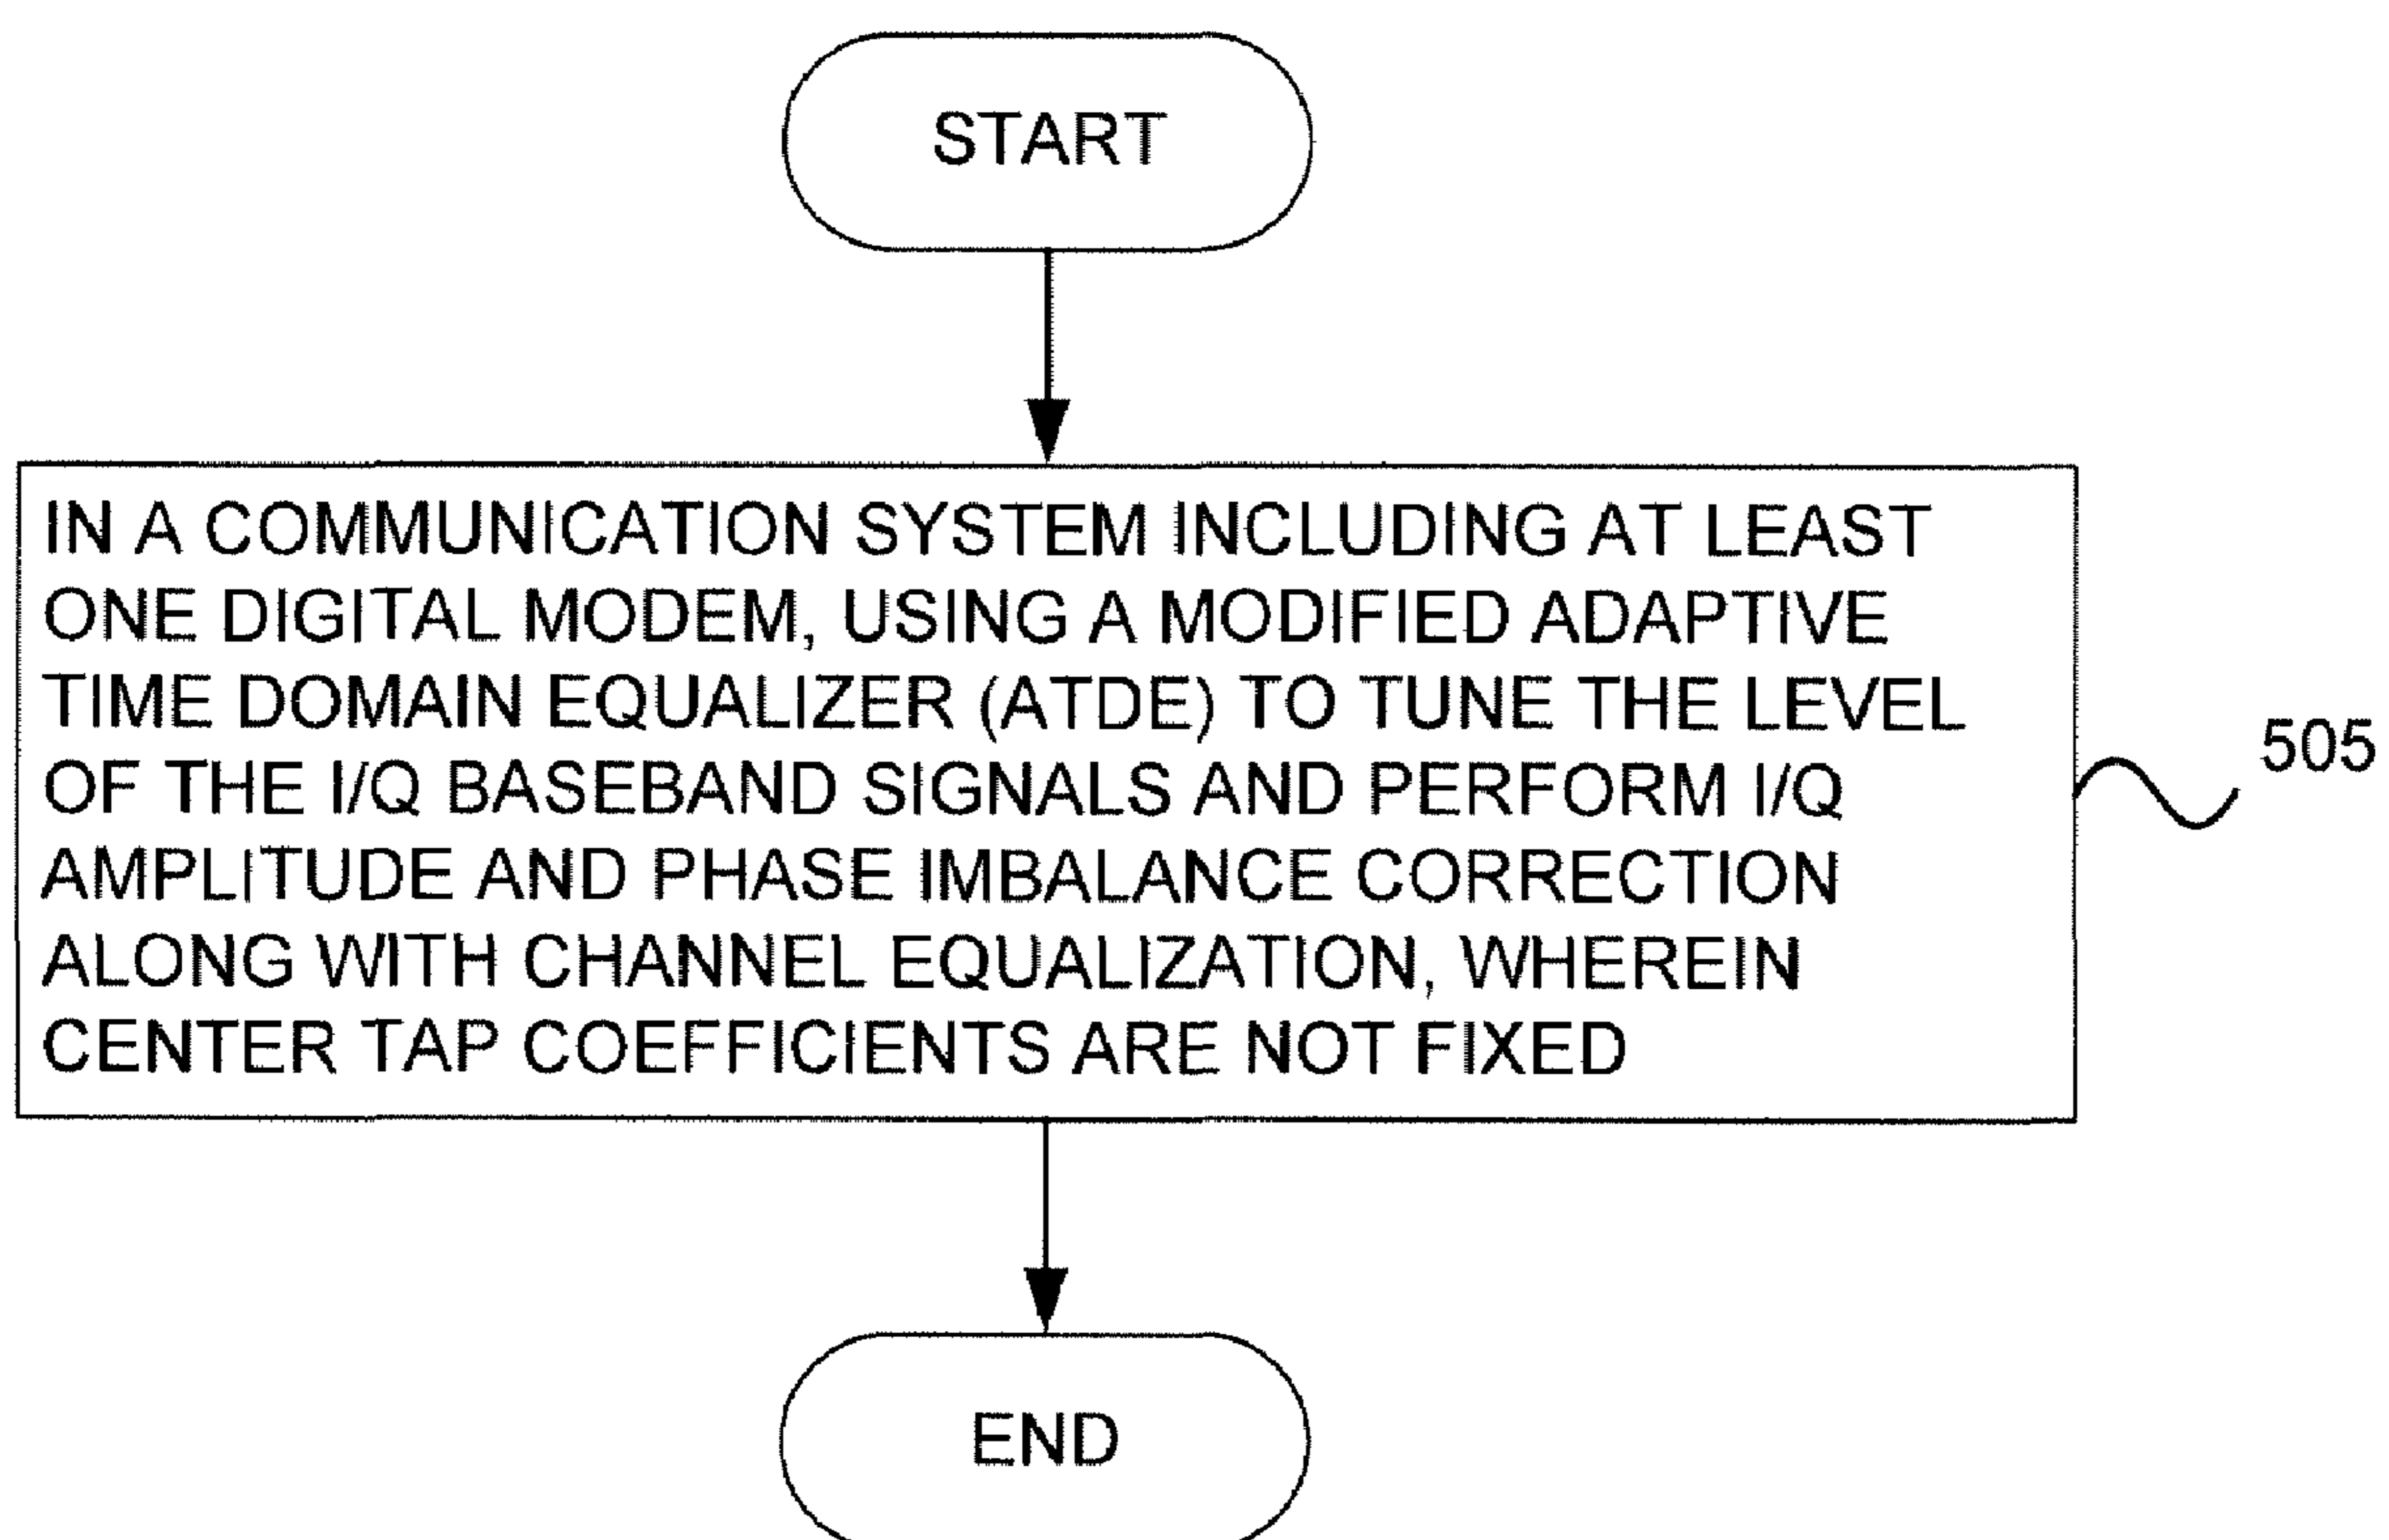 START
IN A COMMUNICATION SYSTEM INCLUDING AT LEAST
ONE DIGITAL MODEM, USING A MODIFIED ADAPTIVE
TIME DOMAIN EQUALIZER (ATDE) TO TUNE THE LEVEL
OF THE I/Q BASEBAND SIGNALS AND PERFORM I/Q
AMPLITUDE AND PHASE IMBALANCE CORRECTION
ALONG WITH CHANNEL EQUALIZATION, WHEREIN
CENTER TAP COEFFICIENTS ARE NOT FIXED
505
END